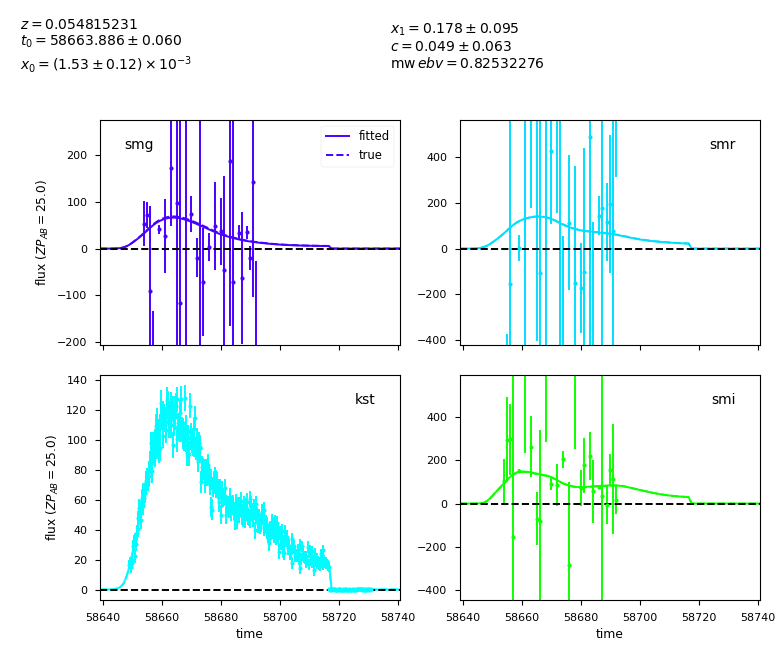 z = 0.054815231
t₀ = 58663.886 ± 0.060
x₀ = (1.53 ± 0.12) × 10⁻³
x₁ = 0.178 ± 0.095
c = 0.049 ± 0.063
mw ebv = 0.82532276
smg
fitted
true
200
100
0
−100
−200
flux (ZP_AB = 25.0)
smr
400
200
0
−200
−400
kst
140
120
100
80
60
40
20
0
flux (ZP_AB = 25.0)
58640 58660 58680 58700 58720 58740
time
smi
400
200
0
−200
−400
58640 58660 58680 58700 58720 58740
time